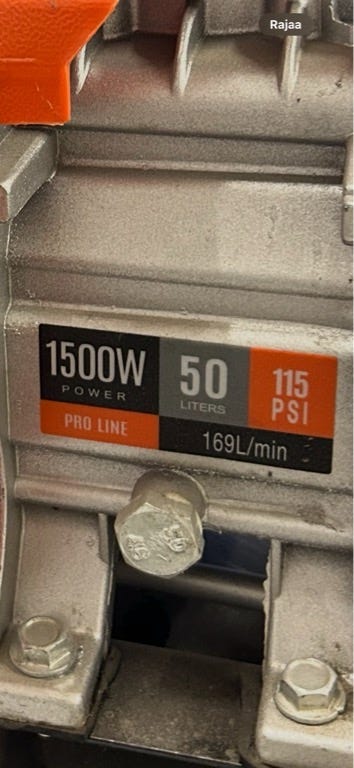 Rajaa
1500W
POWER
PRO LINE
50
LITERS
115
PSI
169L/min